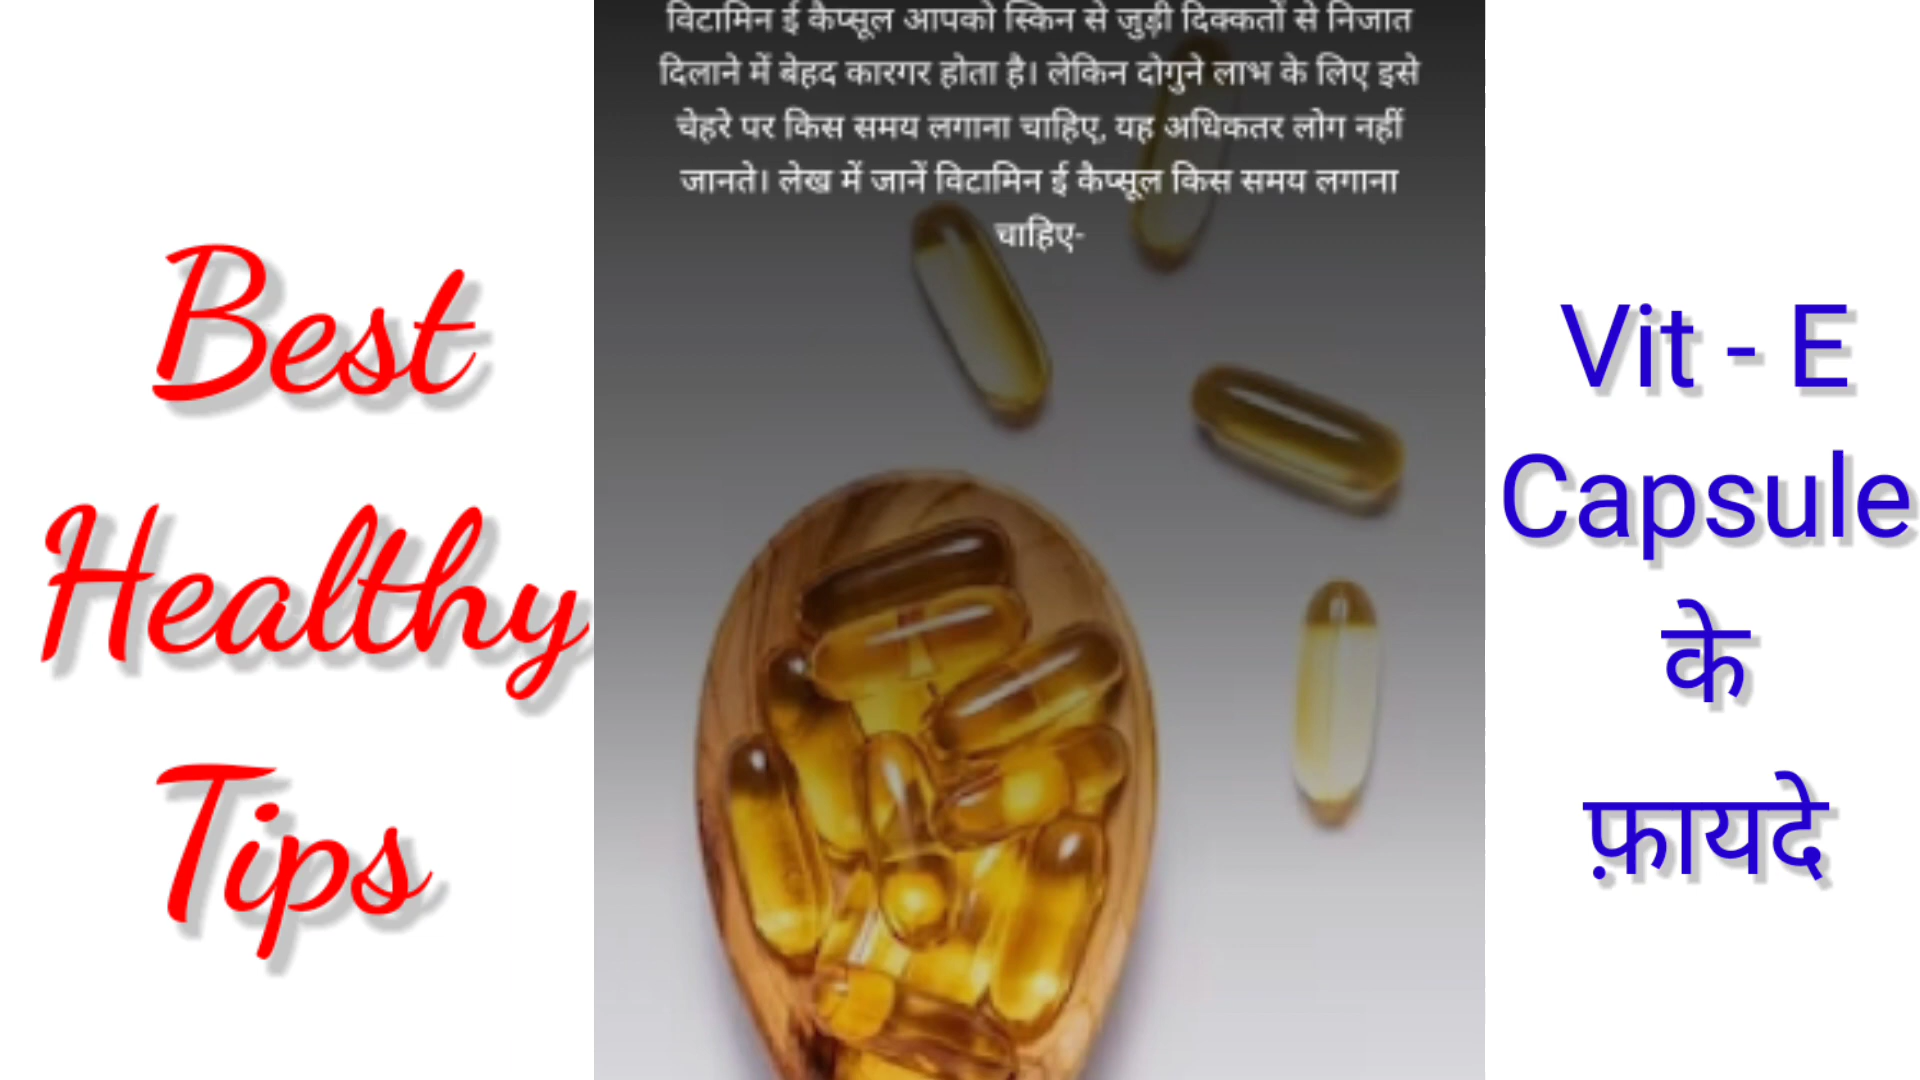 Best
Healthy
Tips
विटामिन ई कैप्सूल आपको स्किन से जुड़ी दिक्कतों से निजात
दिलाने में बेहद कारगर होता है। लेकिन दोगुने लाभ के लिए इसे
चेहरे पर किस समय लगाना चाहिए, यह अधिकतर लोग नहीं
जानते। लेख में जानें विटामिन ई कैप्सूल किस समय लगाना
चाहिए-
Vit - E
Capsule
के
फ़ायदे